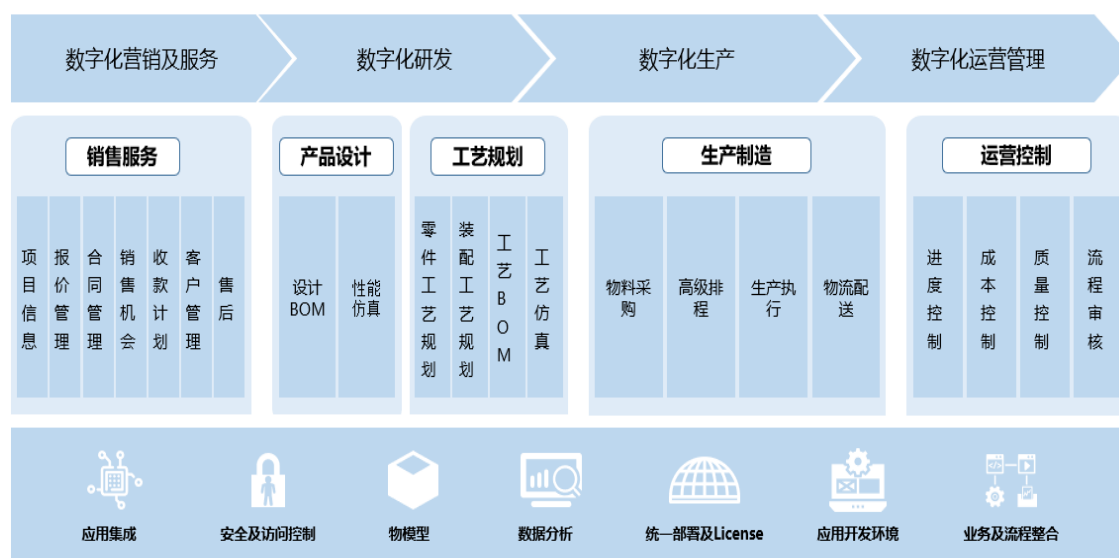 数字化营销及服务
数字化研发
数字化生产
数字化运营管理
销售服务
产品设计
工艺规划
生产制造
运营控制
项目信息
报价管理
合同管理
销售机会
收款计划
客户管理
售后
设计
BOM
性能
仿真
零件工艺规划
装配工艺规划
工艺BOM
工艺仿真
物料采
购
高级排
程
生产执
行
物流配
送
进度控制
成本控制
质量控制
流程审核
应用集成
安全及访问控制
物模型
数据分析
统一部署及License
应用开发环境
业务及流程整合